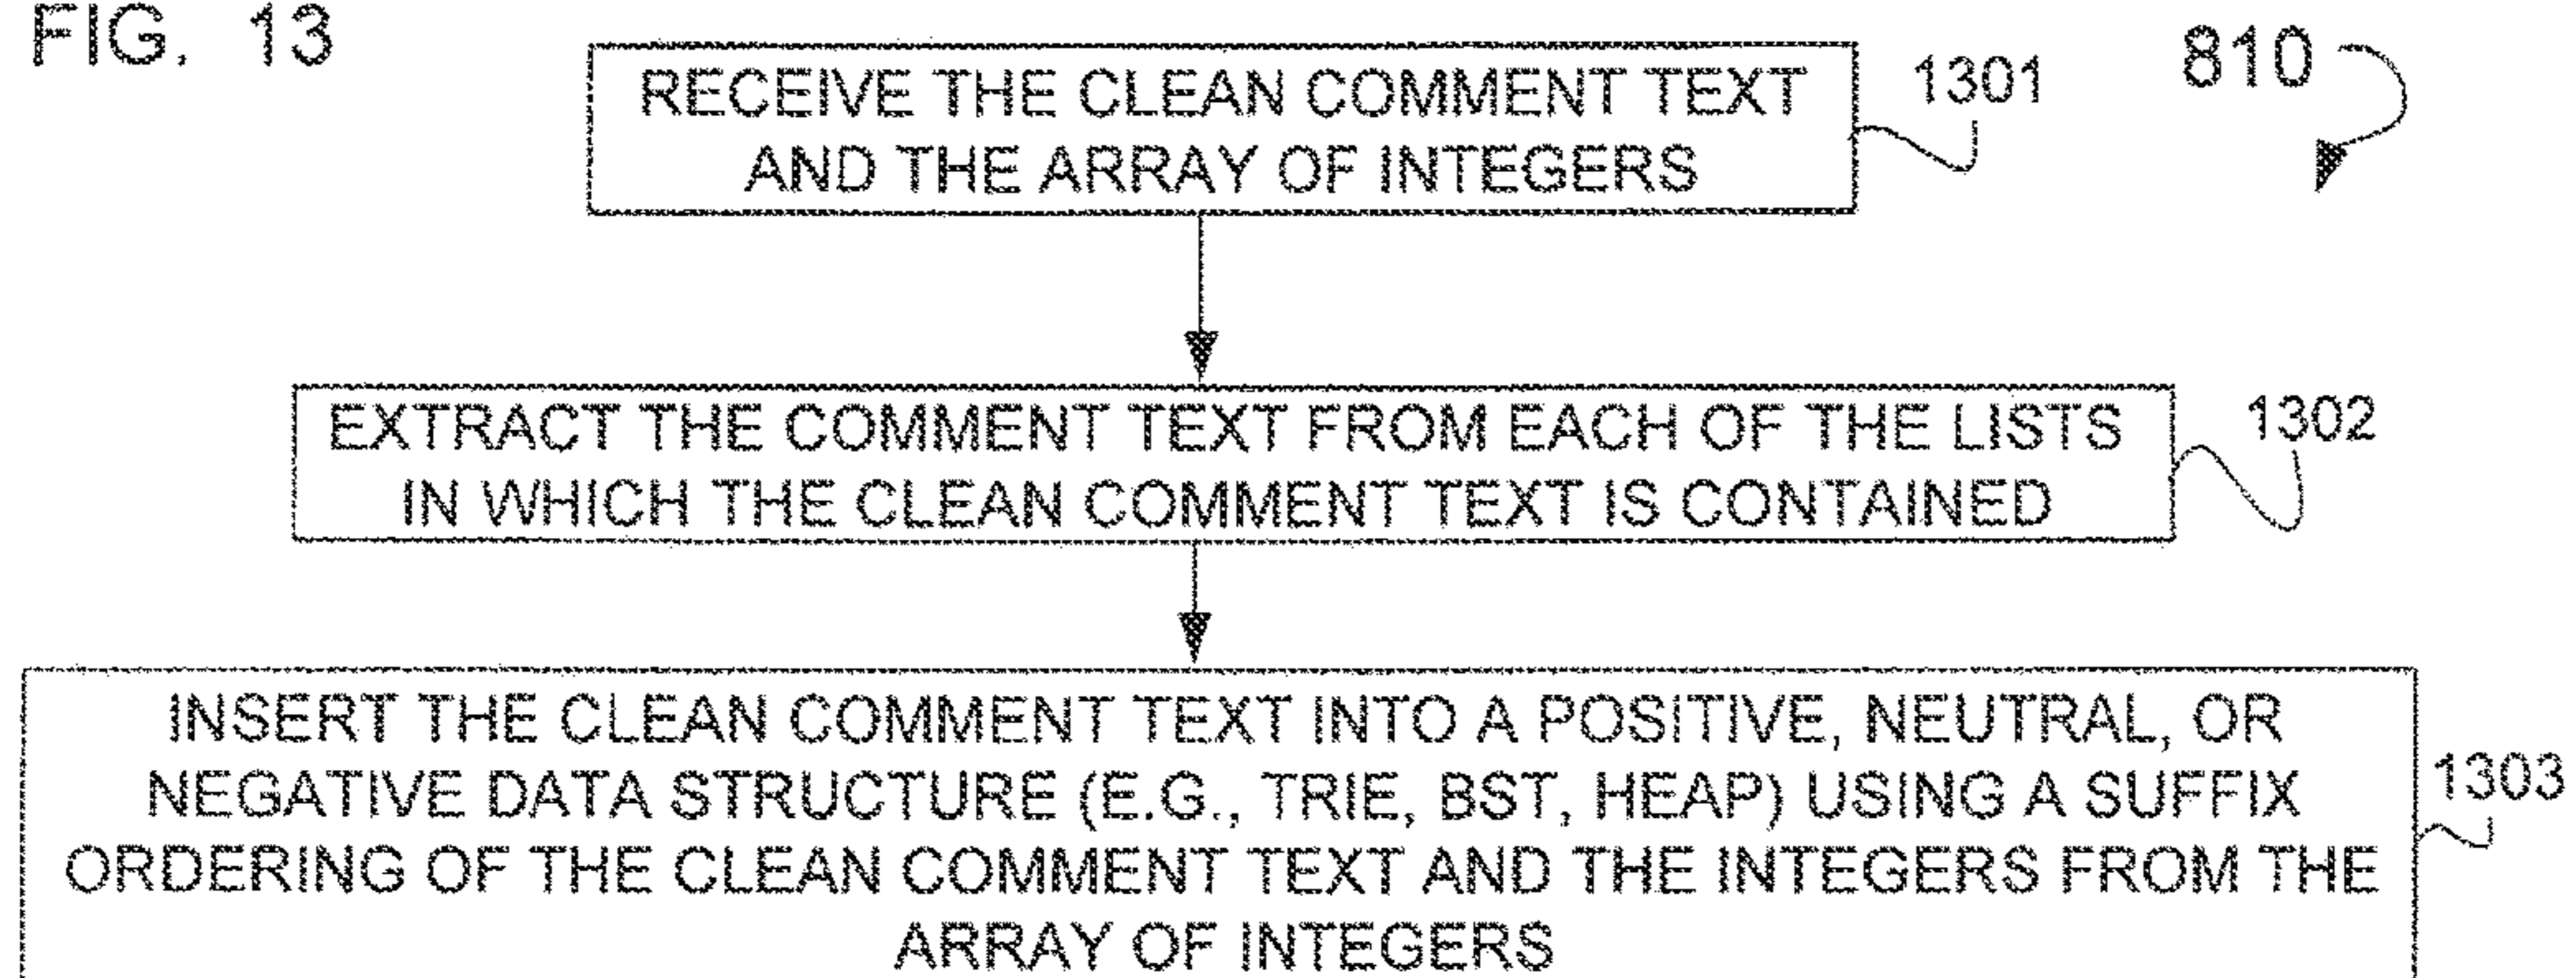 FIG. 13
810
RECEIVE THE CLEAN COMMENT TEXT
AND THE ARRAY OF INTEGERS
1301
EXTRACT THE COMMENT TEXT FROM EACH OF THE LISTS
IN WHICH THE CLEAN COMMENT TEXT IS CONTAINED
1302
INSERT THE CLEAN COMMENT TEXT INTO A POSITIVE, NEUTRAL, OR
NEGATIVE DATA STRUCTURE (E.G., TRIE, BST, HEAP) USING A SUFFIX
ORDERING OF THE CLEAN COMMENT TEXT AND THE INTEGERS FROM THE
ARRAY OF INTEGERS
1303